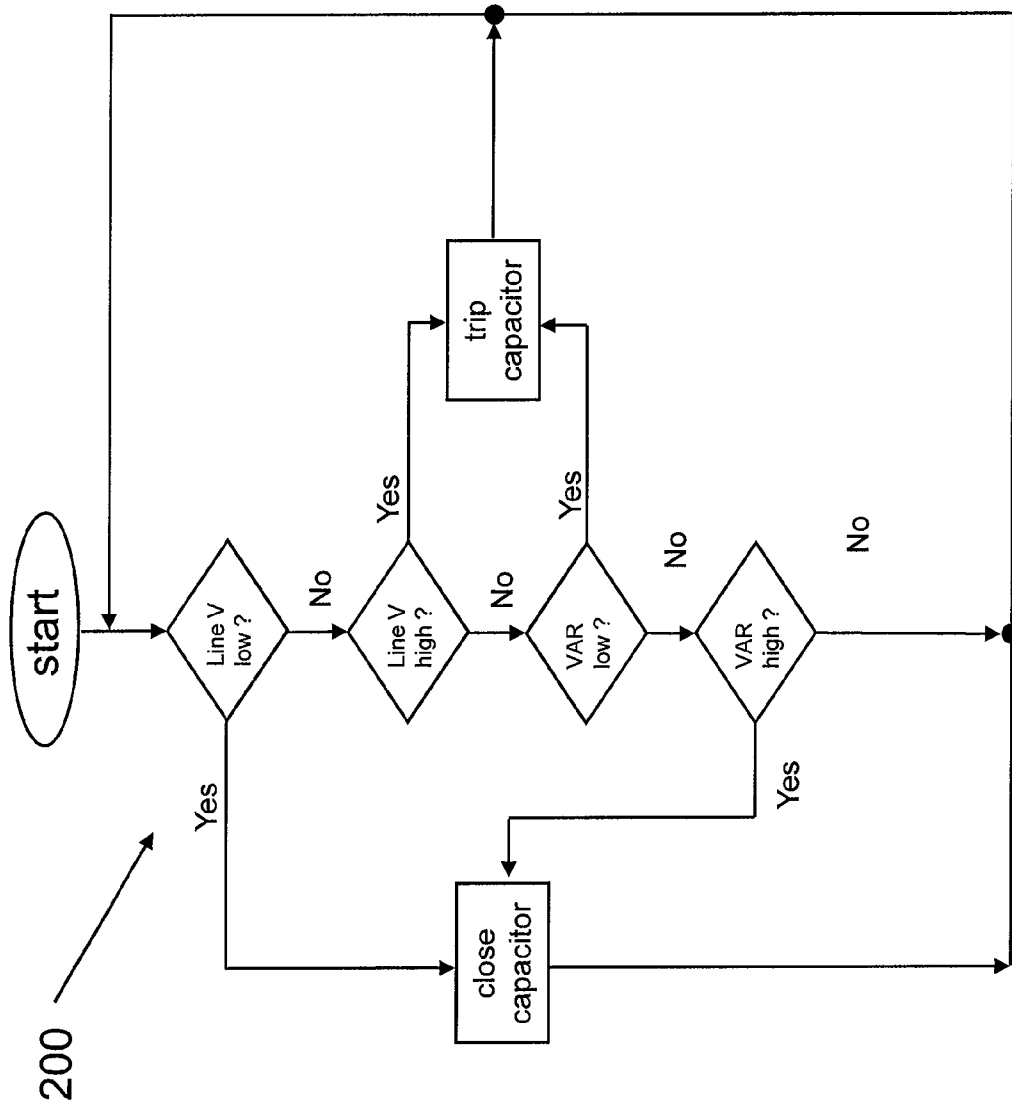 200
start
Line V
low ?
Yes
No
Line V
high ?
Yes
No
VAR
low ?
Yes
No
VAR
high ?
Yes
No
close
capacitor
trip
capacitor